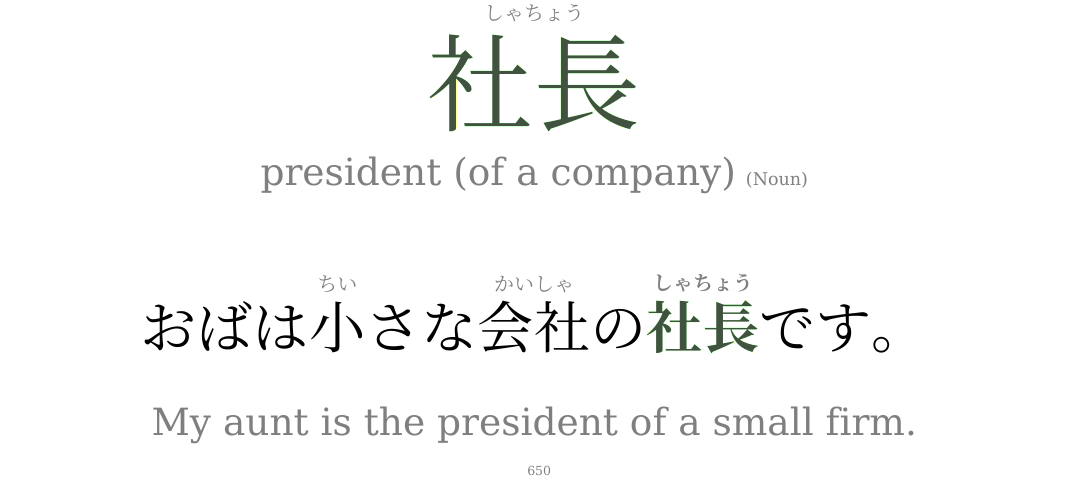 しゃちょう
社長
president (of a company) (Noun)
ちい かいしゃ しゃちょう
おばは小さな会社の社長です。
My aunt is the president of a small firm.
650